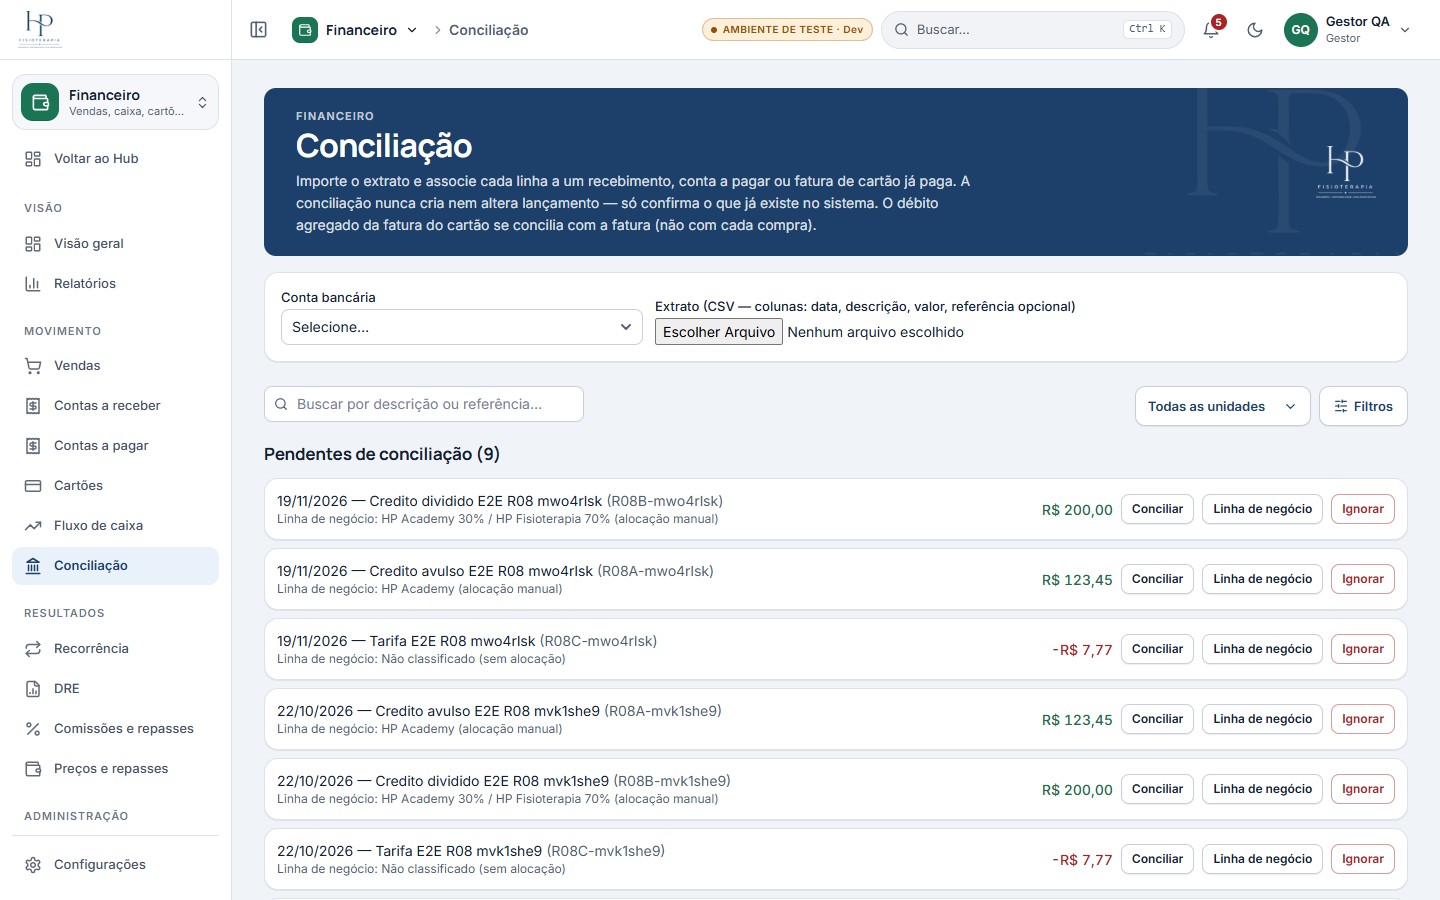 HP
FISIOTERAPIA
Financeiro
Conciliação
AMBIENTE DE TESTE · Dev
Buscar...
Ctrl K
5
GQ
Gestor QA
Gestor
Financeiro
Vendas, caixa, cartõ...
Voltar ao Hub
VISÃO
Visão geral
Relatórios
MOVIMENTO
Vendas
Contas a receber
Contas a pagar
Cartões
Fluxo de caixa
Conciliação
RESULTADOS
Recorrência
DRE
Comissões e repasses
Preços e repasses
ADMINISTRAÇÃO
Configurações
FINANCEIRO
Conciliação
Importe o extrato e associe cada linha a um recebimento, conta a pagar ou fatura de cartão já paga. A
conciliação nunca cria nem altera lançamento — só confirma o que já existe no sistema. O débito
agregado da fatura do cartão se concilia com a fatura (não com cada compra).
HP
FISIOTERAPIA
Conta bancária
Selecione...
Extrato (CSV — colunas: data, descrição, valor, referência opcional)
Escolher Arquivo Nenhum arquivo escolhido
Buscar por descrição ou referência...
Todas as unidades
Filtros
Pendentes de conciliação (9)
19/11/2026 — Credito dividido E2E R08 mwo4rlsk (R08B-mwo4rlsk)
Linha de negócio: HP Academy 30% / HP Fisioterapia 70% (alocação manual)
R$ 200,00 Conciliar Linha de negócio Ignorar
19/11/2026 — Credito avulso E2E R08 mwo4rlsk (R08A-mwo4rlsk)
Linha de negócio: HP Academy (alocação manual)
R$ 123,45 Conciliar Linha de negócio Ignorar
19/11/2026 — Tarifa E2E R08 mwo4rlsk (R08C-mwo4rlsk)
Linha de negócio: Não classificado (sem alocação)
-R$ 7,77 Conciliar Linha de negócio Ignorar
22/10/2026 — Credito avulso E2E R08 mvk1she9 (R08A-mvk1she9)
Linha de negócio: HP Academy (alocação manual)
R$ 123,45 Conciliar Linha de negócio Ignorar
22/10/2026 — Credito dividido E2E R08 mvk1she9 (R08B-mvk1she9)
Linha de negócio: HP Academy 30% / HP Fisioterapia 70% (alocação manual)
R$ 200,00 Conciliar Linha de negócio Ignorar
22/10/2026 — Tarifa E2E R08 mvk1she9 (R08C-mvk1she9)
Linha de negócio: Não classificado (sem alocação)
-R$ 7,77 Conciliar Linha de negócio Ignorar